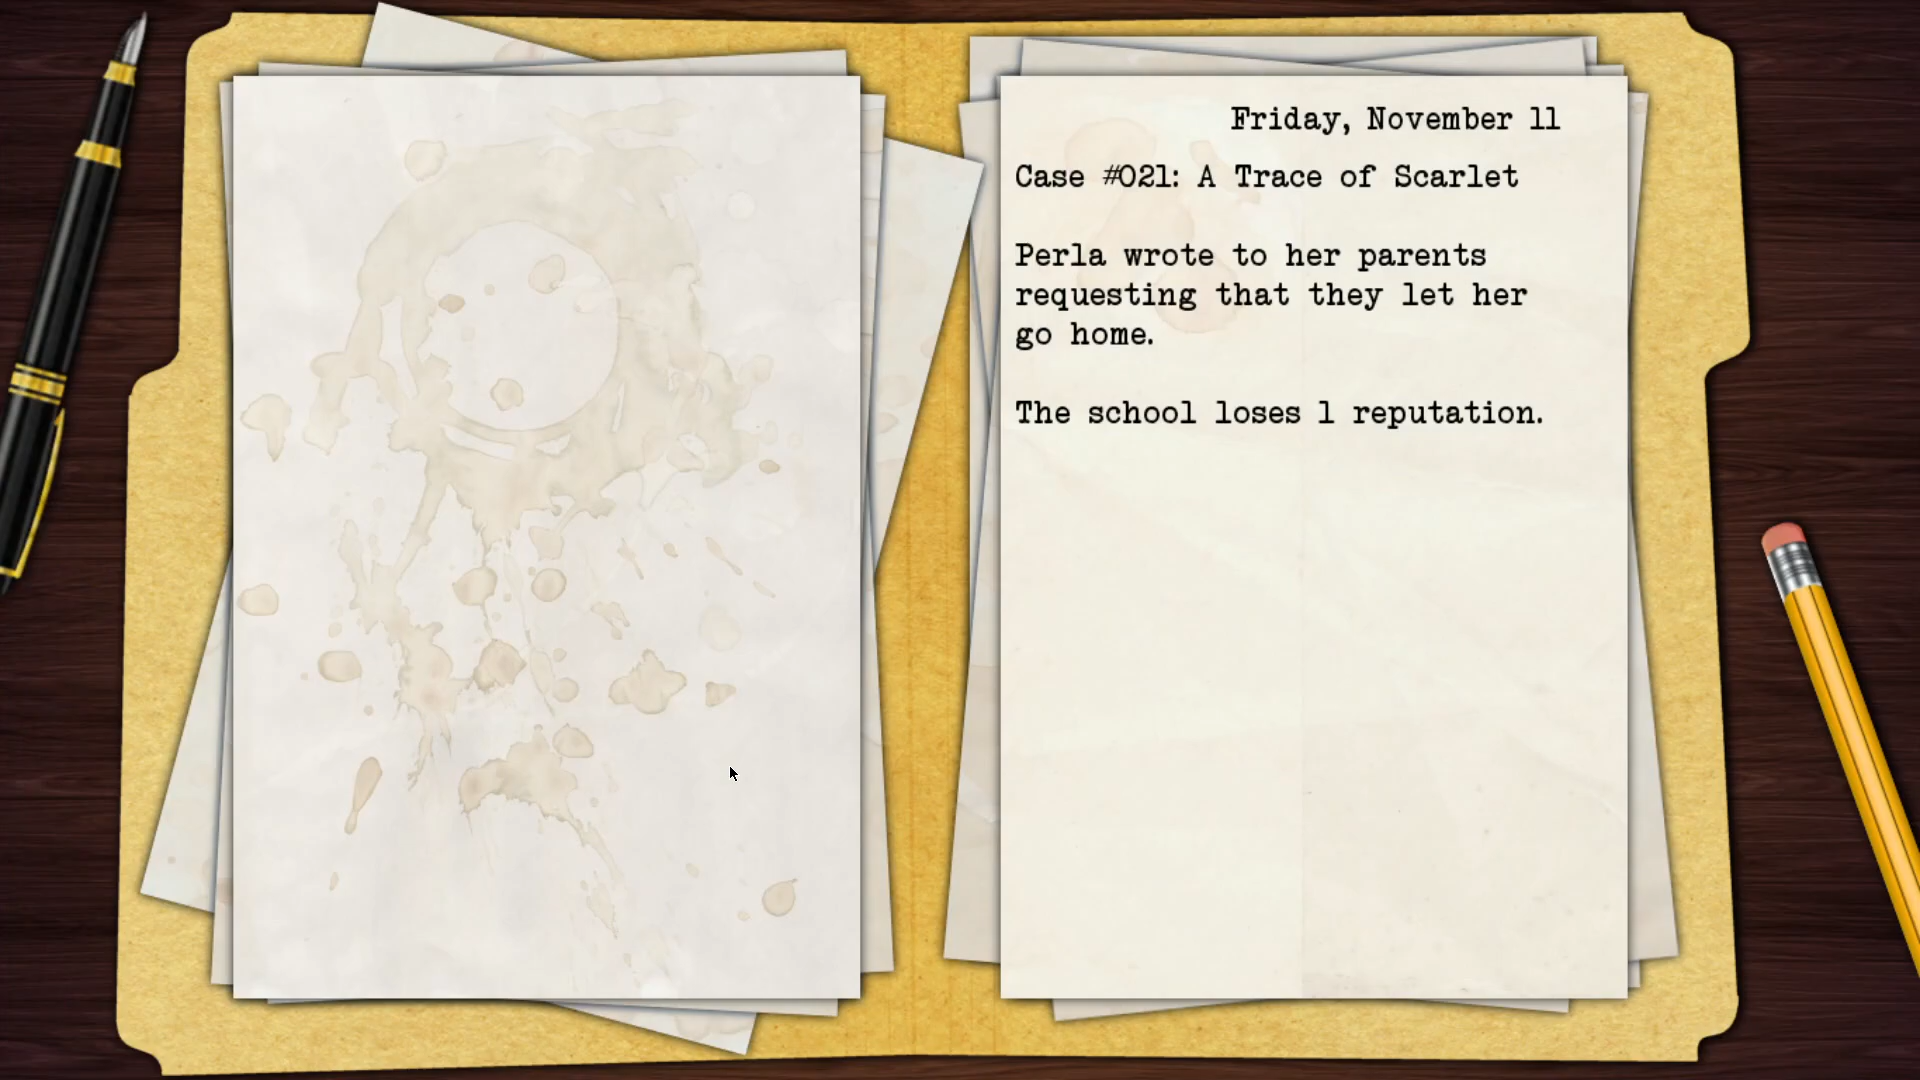 Friday, November 11
Case #021: A Trace of Scarlet
Perla wrote to her parents
requesting that they let her
go home.
The school loses 1 reputation.